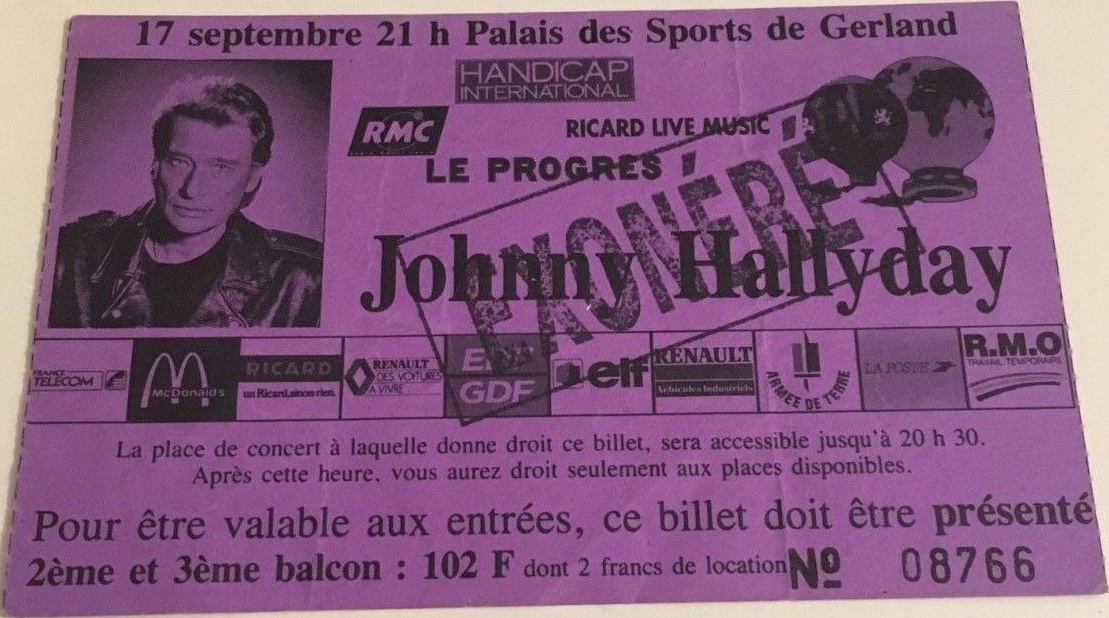 17 septembre 21 h Palais des Sports de Gerland
HANDICAP
INTERNATIONAL
RMC
RICARD LIVE MUSIC
LE PROGRES
EXONÉRÉ
Johnny Hallyday
FRANCE
TELECOM
McDonald's
RICARD
un Ricard, sinon rien.
RENAULT
DES VOITURES
A VIVRE
EDF
GDF
elf
RENAULT
Véhicules Industriels
ARMEE DE TERRE
LA POSTE
R.M.O
TRAVAIL TEMPORAIRE
La place de concert à laquelle donne droit ce billet, sera accessible jusqu'à 20 h 30.
Après cette heure, vous aurez droit seulement aux places disponibles.
Pour être valable aux entrées, ce billet doit être présenté
2ème et 3ème balcon : 102 F dont 2 francs de location Nº 08766